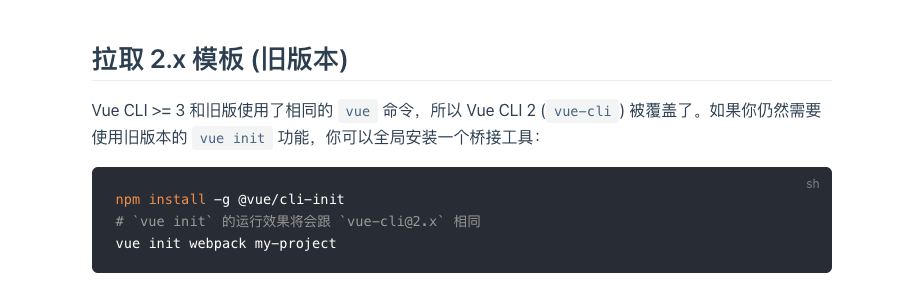 拉取 2.x 模板 (旧版本)
Vue CLI >= 3 和旧版使用了相同的 vue 命令，所以 Vue CLI 2 (vue-cli) 被覆盖了。如果你仍然需要
使用旧版本的 vue init 功能，你可以全局安装一个桥接工具：
sh
npm install -g @vue/cli-init
# `vue init` 的运行效果将会跟 `vue-cli@2.x` 相同
vue init webpack my-project